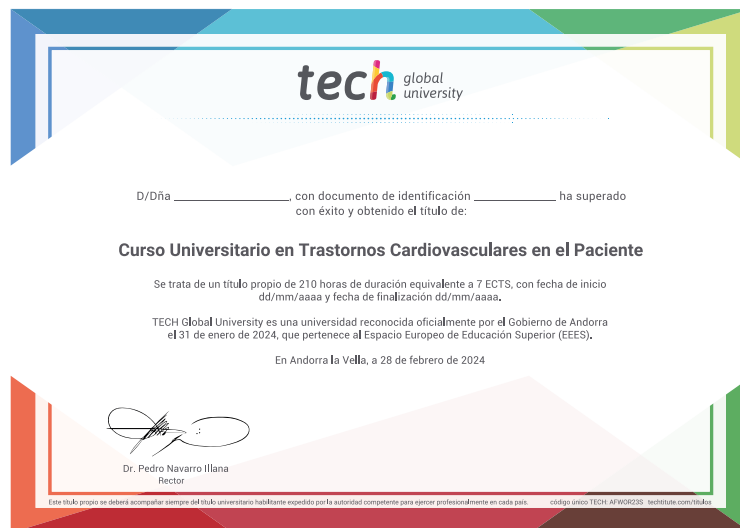 tech global university
D/Dña ________________, con documento de identificación ____________ ha superado
con éxito y obtenido el título de:
Curso Universitario en Trastornos Cardiovasculares en el Paciente
Se trata de un título propio de 210 horas de duración equivalente a 7 ECTS, con fecha de inicio
dd/mm/aaaa y fecha de finalización dd/mm/aaaa.
TECH Global University es una universidad reconocida oficialmente por el Gobierno de Andorra
el 31 de enero de 2024, que pertenece al Espacio Europeo de Educación Superior (EEES).
En Andorra la Vella, a 28 de febrero de 2024
Dr. Pedro Navarro Illana
Rector
Este título propio se deberá acompañar siempre del título universitario habilitante expedido por la autoridad competente para ejercer profesionalmente en cada país. código único TECH: AFWOR23S techtitute.com/titulos